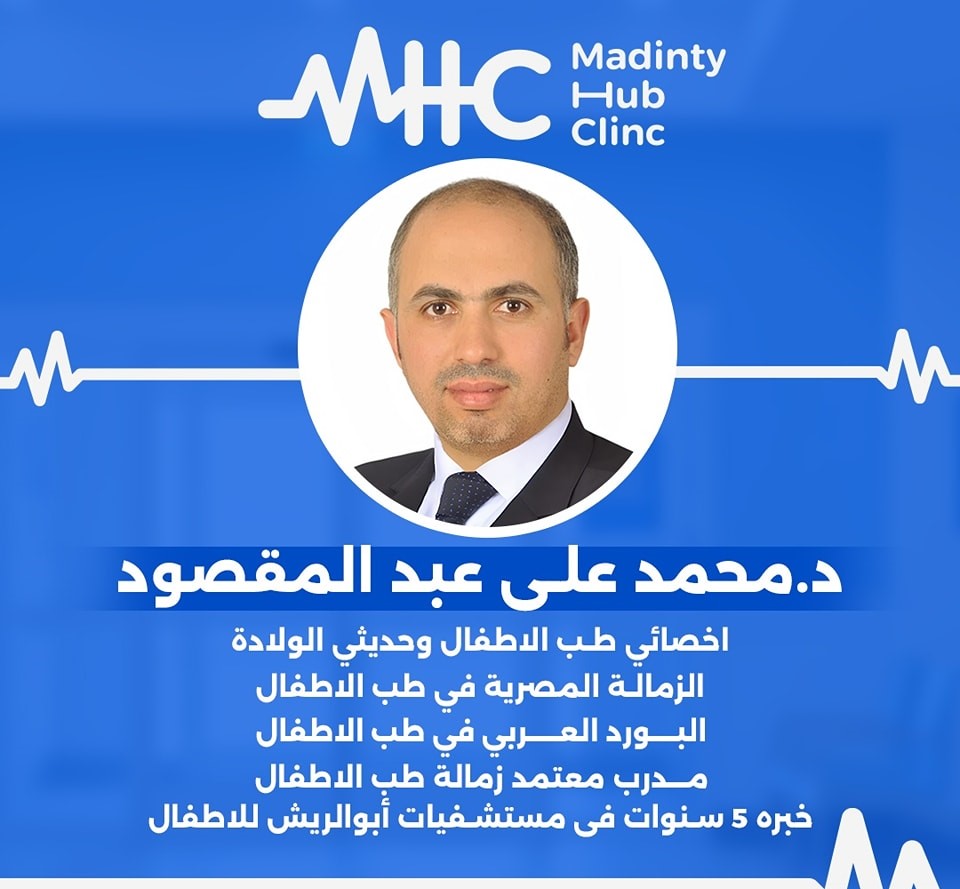 MHC
Madinty
Hub
Clinc
د.محمد على عبد المقصود
اخصائي طب الاطفال وحديثي الولادة
الزمالة المصرية في طب الاطفال
البورد العربي في طب الاطفال
مدرب معتمد زمالة طب الاطفال
خبره 5 سنوات فى مستشفيات أبوالريش للاطفال